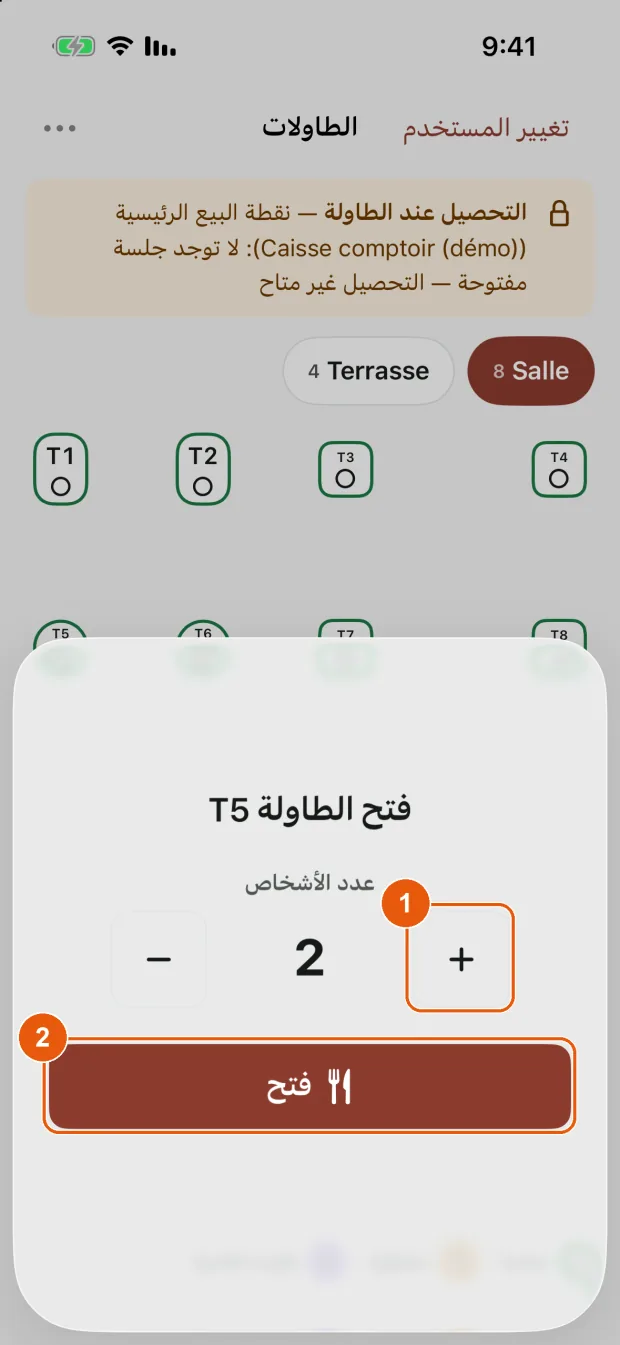 9:41
تغيير المستخدم
الطاولات
التحصيل عند الطاولة — نقطة البيع الرئيسية
(Caisse comptoir (démo)): لا توجد جلسة
مفتوحة — التحصيل غير متاح
Salle 8
Terrasse 4
T1
T2
T3
T4
T5
T6
T7
T8
فتح الطاولة T5
عدد الأشخاص
1
−
2
+
2
فتح